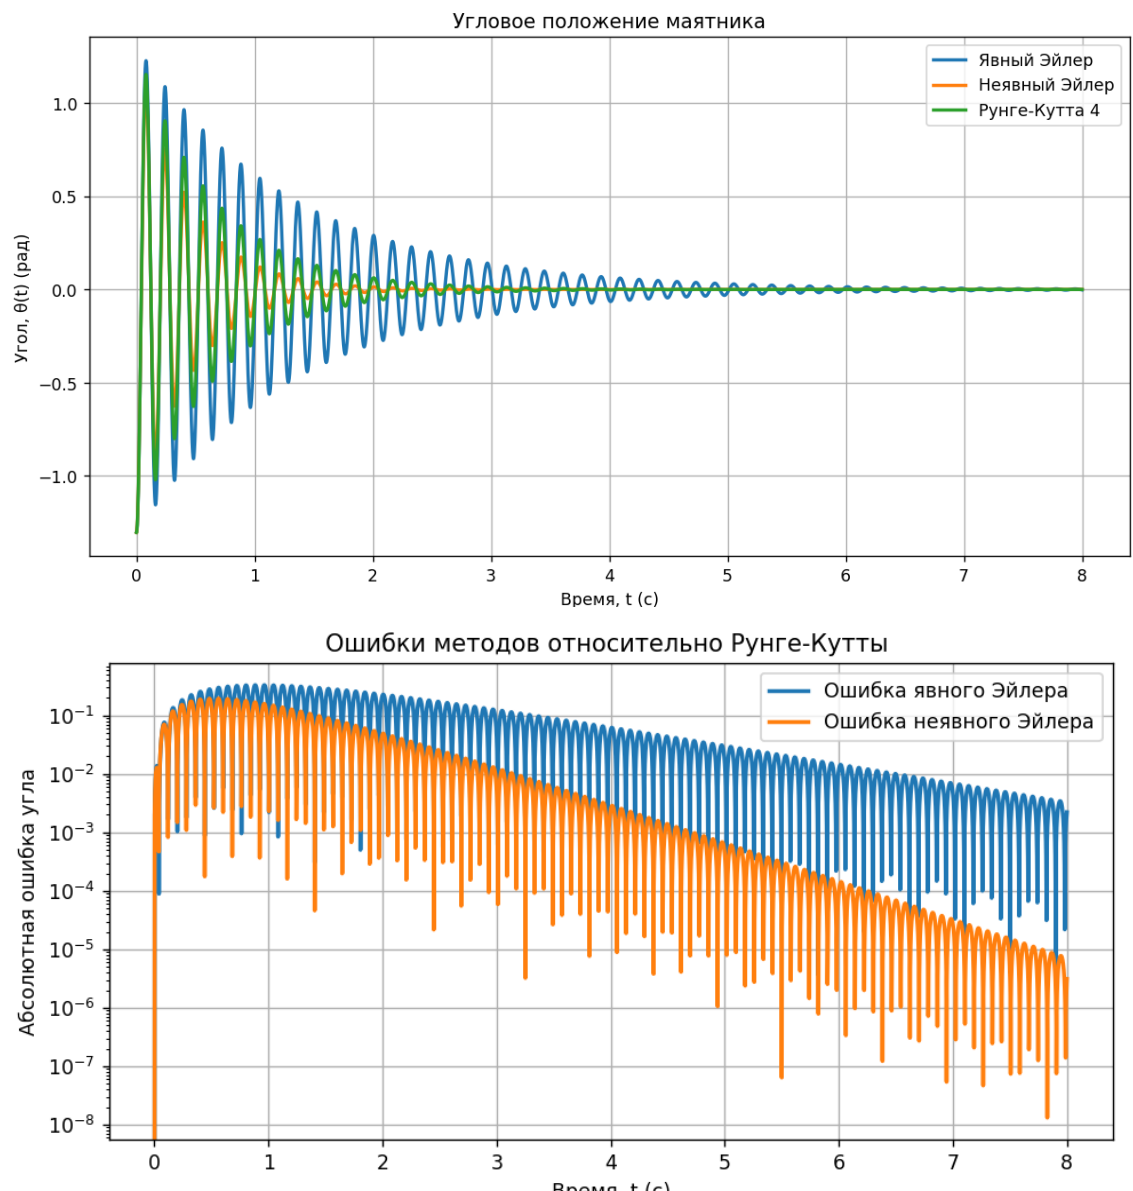 Угловое положение маятника
Явный Эйлер
Неявный Эйлер
Рунге-Кутта 4
Угол, θ(t) (рад)
1.0
0.5
0.0
−0.5
−1.0
0 1 2 3 4 5 6 7 8
Время, t (с)
Ошибки методов относительно Рунге-Кутты
Ошибка явного Эйлера
Ошибка неявного Эйлера
Абсолютная ошибка угла
10⁻¹
10⁻²
10⁻³
10⁻⁴
10⁻⁵
10⁻⁶
10⁻⁷
10⁻⁸
0 1 2 3 4 5 6 7 8
Время, t (с)